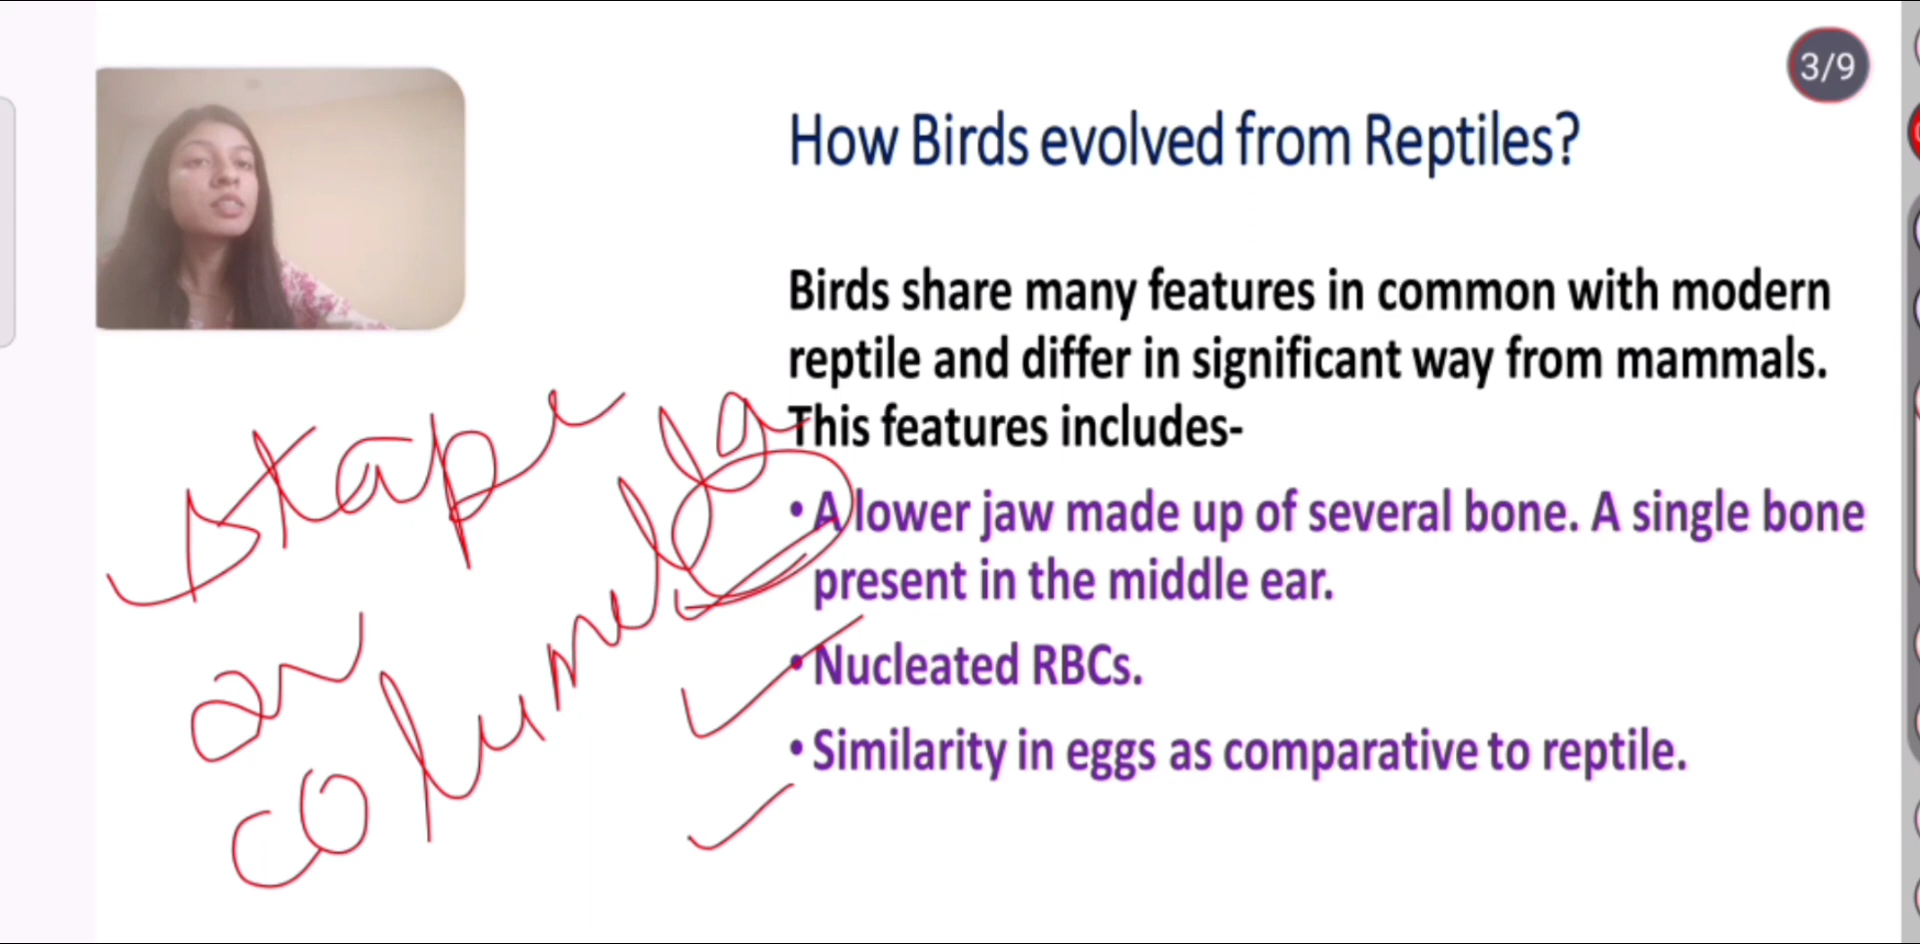 3/9
How Birds evolved from Reptiles?
Birds share many features in common with modern
reptile and differ in significant way from mammals.
This features includes-
• A lower jaw made up of several bone. A single bone
present in the middle ear.
• Nucleated RBCs.
• Similarity in eggs as comparative to reptile.
stape
or
columella